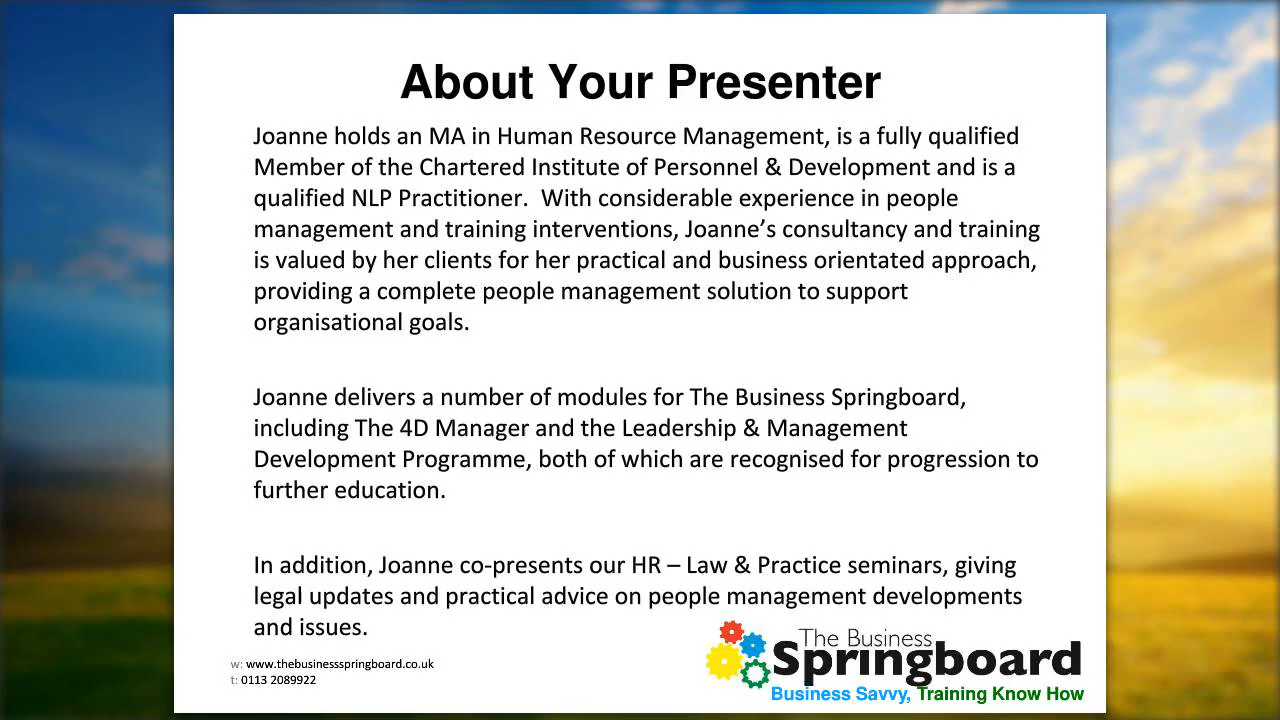 About Your Presenter
Joanne holds an MA in Human Resource Management, is a fully qualified
Member of the Chartered Institute of Personnel & Development and is a
qualified NLP Practitioner.  With considerable experience in people
management and training interventions, Joanne’s consultancy and training
is valued by her clients for her practical and business orientated approach,
providing a complete people management solution to support
organisational goals.
Joanne delivers a number of modules for The Business Springboard,
including The 4D Manager and the Leadership & Management
Development Programme, both of which are recognised for progression to
further education.
In addition, Joanne co-presents our HR – Law & Practice seminars, giving
legal updates and practical advice on people management developments
and issues.
w: www.thebusinessspringboard.co.uk
t: 0113 2089922
The Business
Springboard
Business Savvy, Training Know How